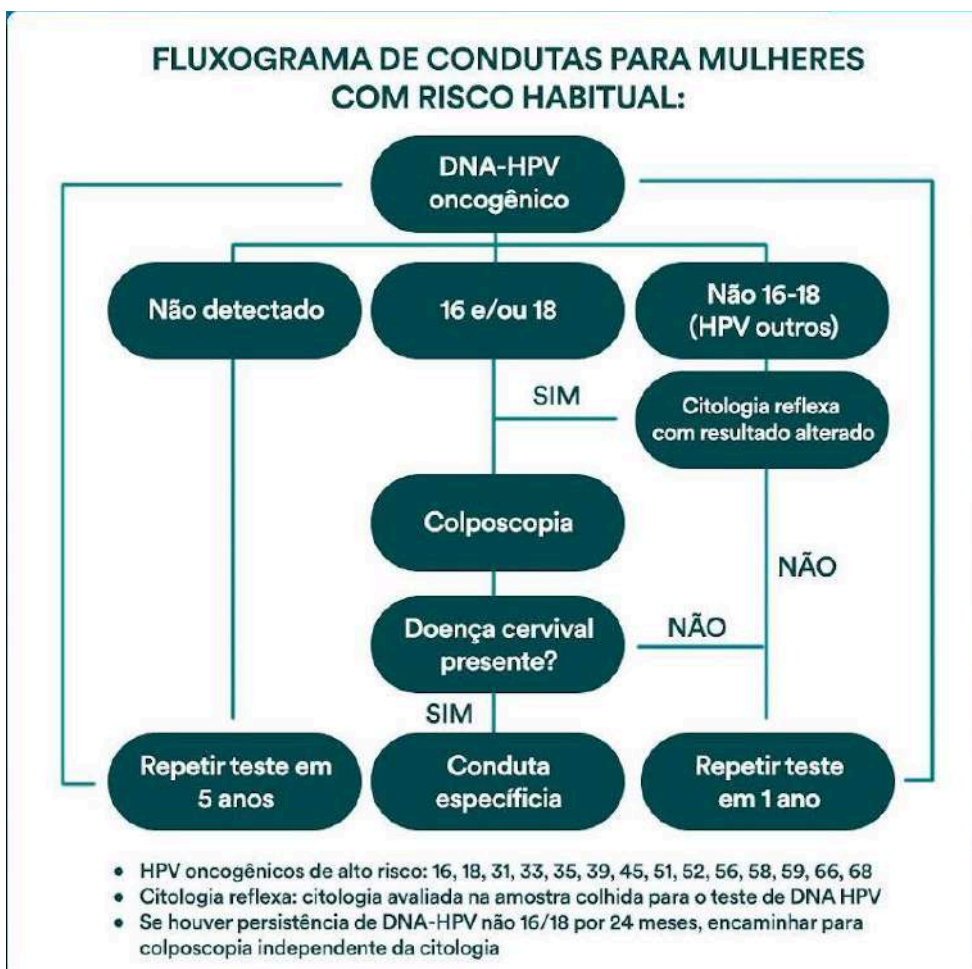 FLUXOGRAMA DE CONDUTAS PARA MULHERES
COM RISCO HABITUAL:
DNA-HPV
oncogênico
Não detectado
16 e/ou 18
Não 16-18
(HPV outros)
SIM
Citologia reflexa
com resultado alterado
Colposcopia
NÃO
Doença cervival
presente?
NÃO
SIM
Repetir teste em
5 anos
Conduta
específicia
Repetir teste
em 1 ano
• HPV oncogênicos de alto risco: 16, 18, 31, 33, 35, 39, 45, 51, 52, 56, 58, 59, 66, 68
• Citologia reflexa: citologia avaliada na amostra colhida para o teste de DNA HPV
• Se houver persistência de DNA-HPV não 16/18 por 24 meses, encaminhar para
colposcopia independente da citologia